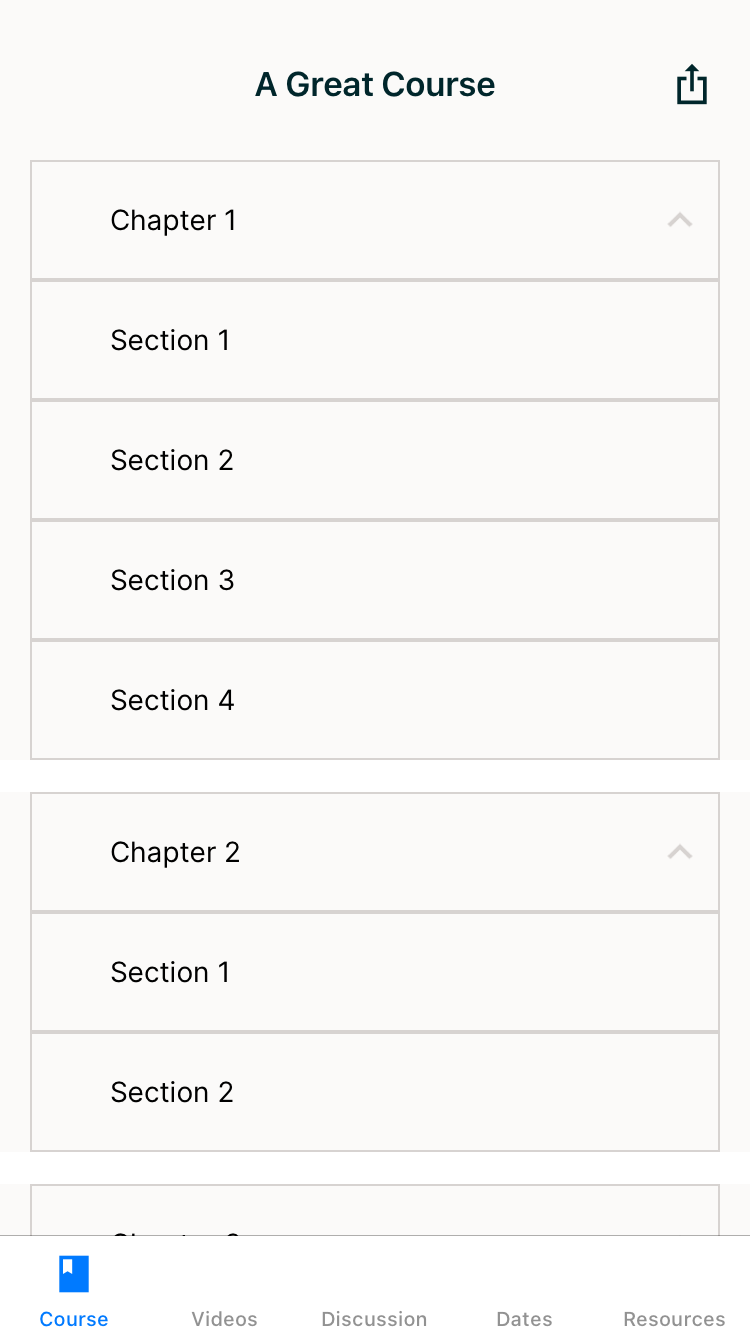 A Great Course
Chapter 1
Section 1
Section 2
Section 3
Section 4
Chapter 2
Section 1
Section 2
Course
Videos
Discussion
Dates
Resources